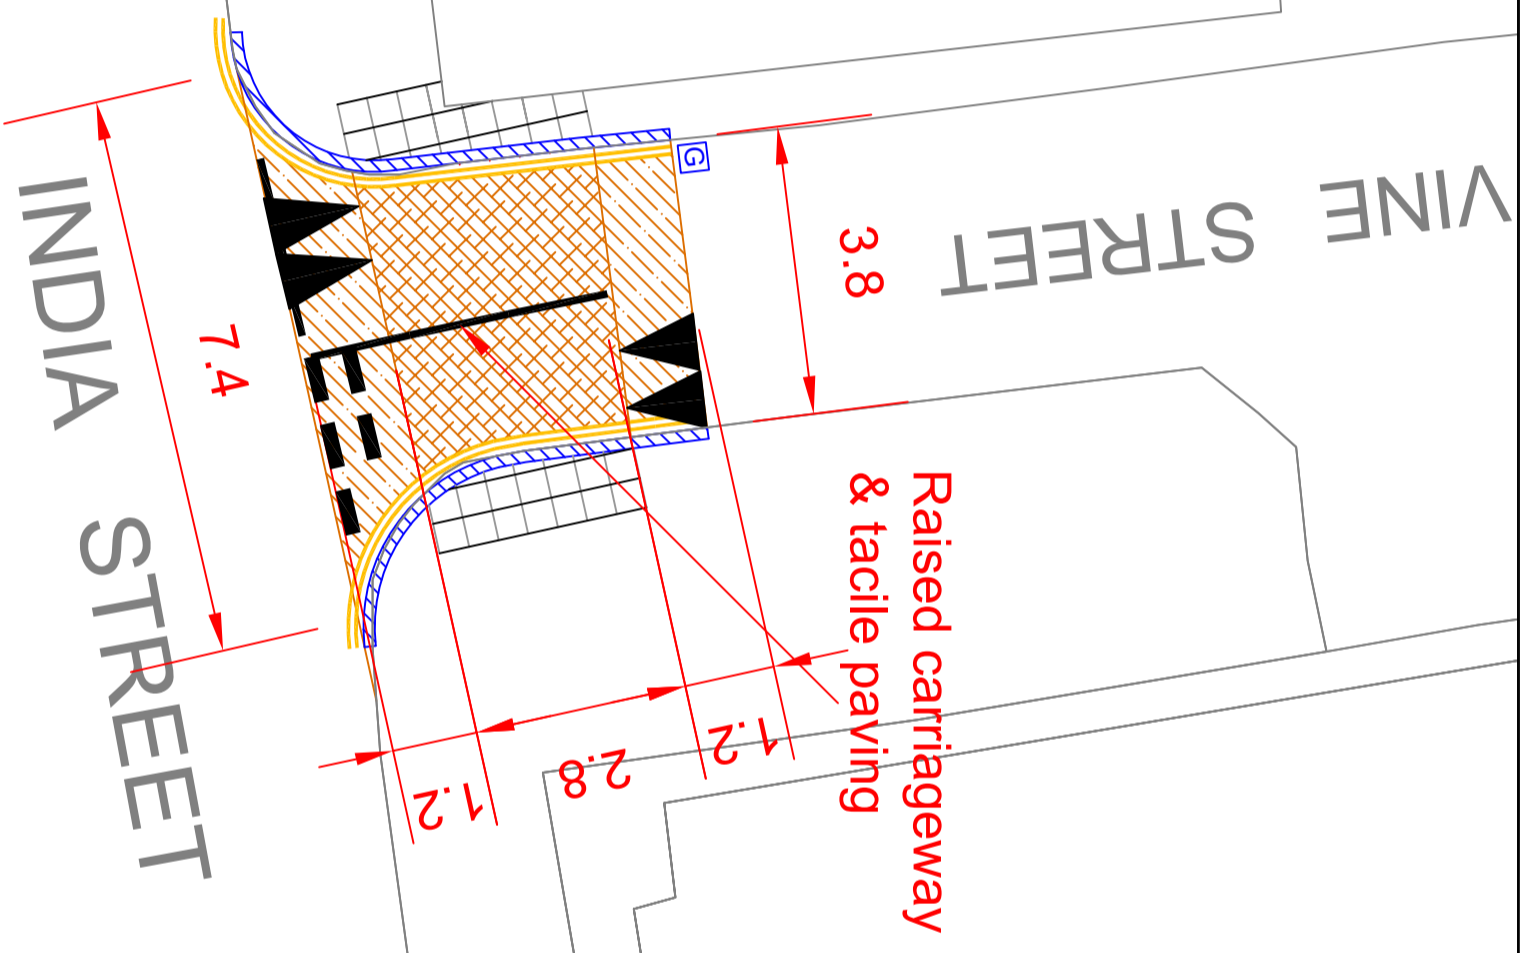 INDIA STREET
VINE STREET
7.4
3.8
G
Raised carriageway
& tacile paving
1.2
2.8
1.2